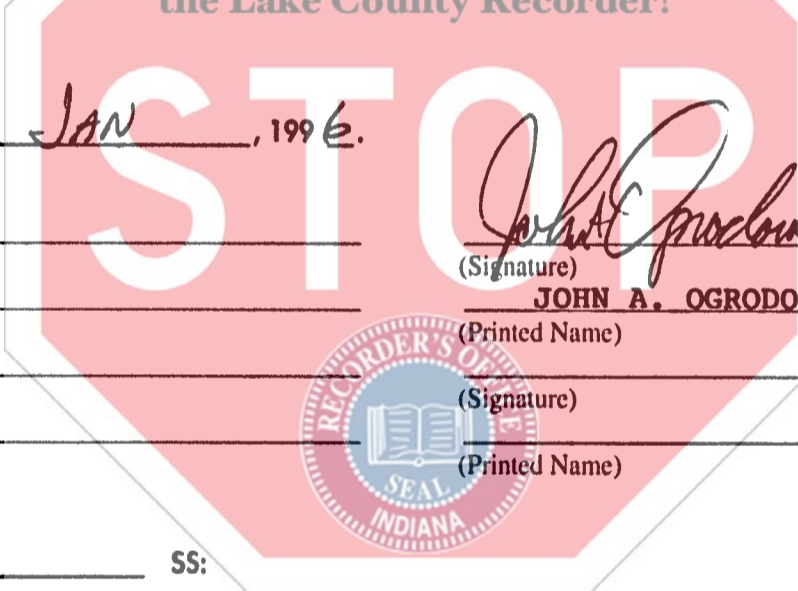 the Lake County Recorder!
STOP
JAN , 1996.
(Signature)
JOHN A. OGRODO
(Printed Name)
(Signature)
(Printed Name)
RECORDER'S OFFICE
SEAL
INDIANA
SS: